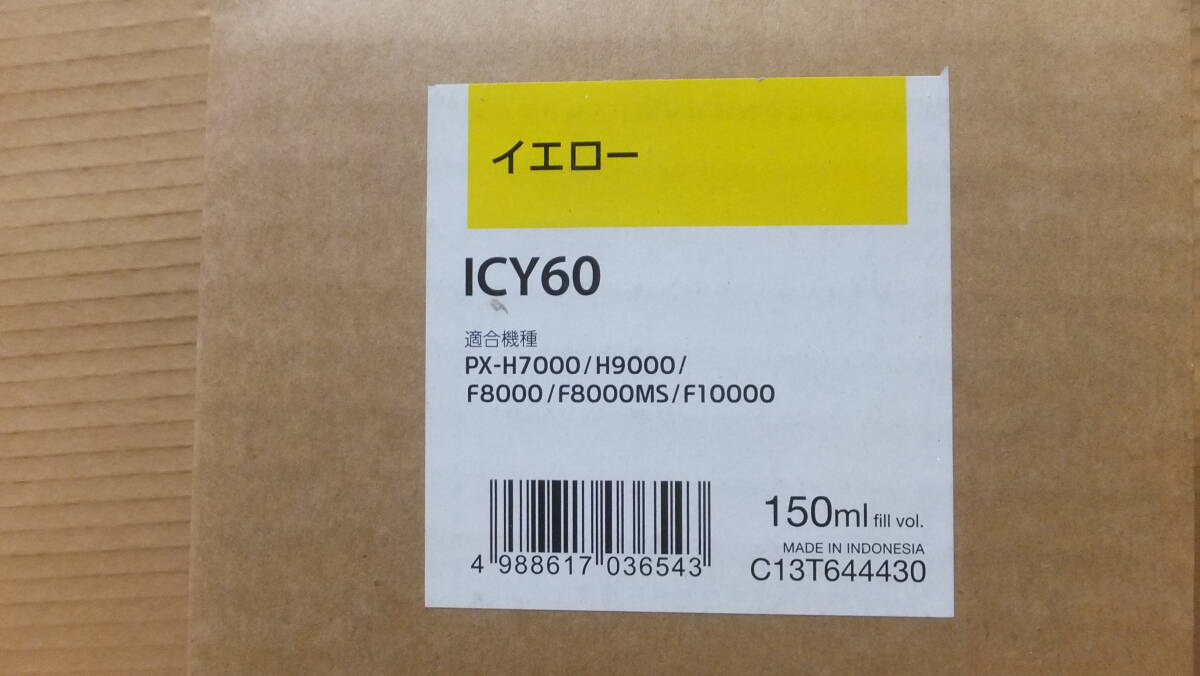 イエロー
ICY60
適合機種
PX-H7000/H9000/
F8000/F8000MS/F10000
150ml fill vol.
MADE IN INDONESIA
C13T644430
4 988617 036543